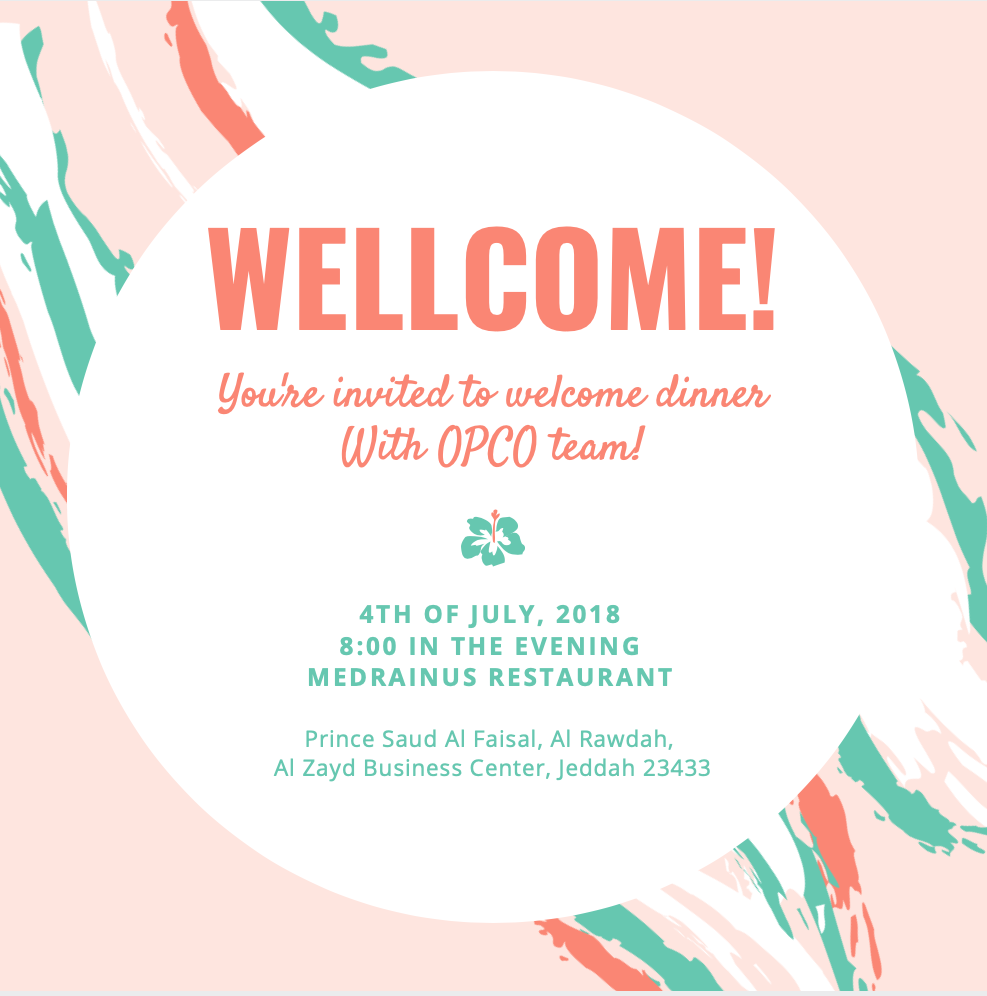 WELLCOME!
You're invited to welcome dinner
With OPCO team!
4TH OF JULY, 2018
8:00 IN THE EVENING
MEDRAINUS RESTAURANT
Prince Saud Al Faisal, Al Rawdah,
Al Zayd Business Center, Jeddah 23433